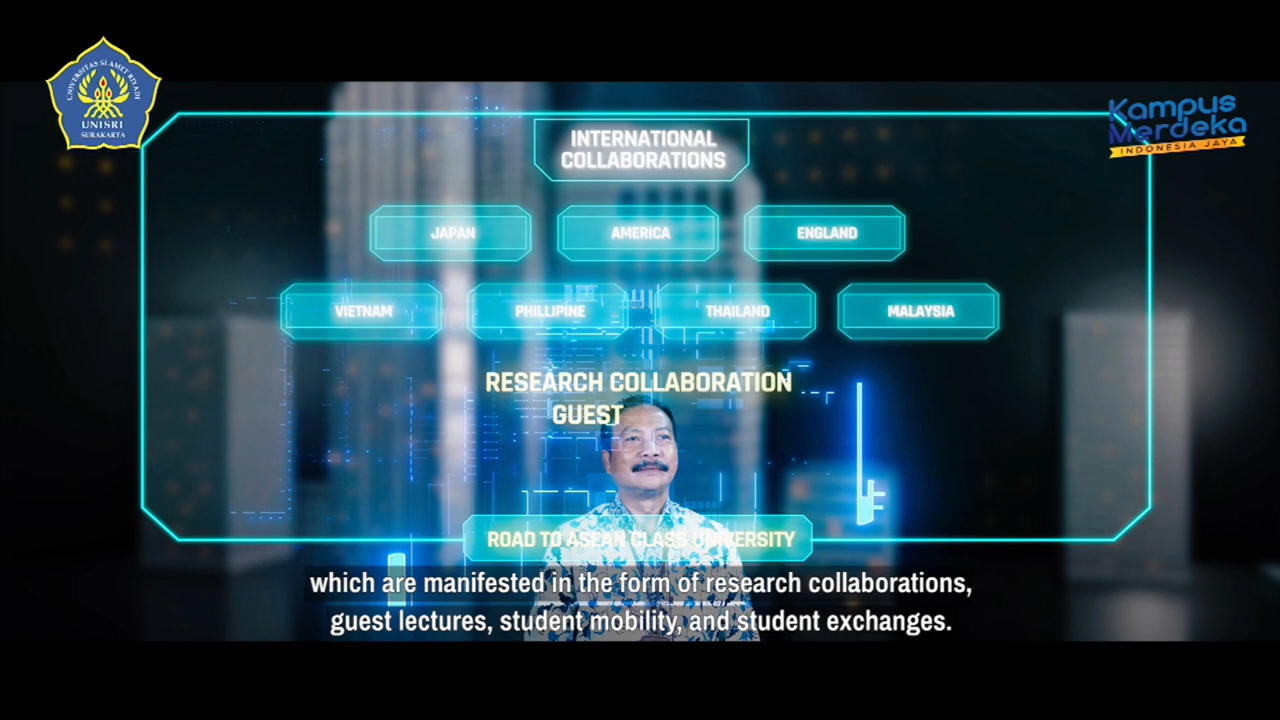 UNIVERSITAS SLAMET RIYADI
UNISRI
SURAKARTA
Kampus
Merdeka
INDONESIA JAYA
INTERNATIONAL
COLLABORATIONS
JAPAN
AMERICA
ENGLAND
VIETNAM
PHILLIPINE
THAILAND
MALAYSIA
RESEARCH COLLABORATION
GUEST
ROAD TO ASEAN CLASS UNIVERSITY
which are manifested in the form of research collaborations,
guest lectures, student mobility, and student exchanges.